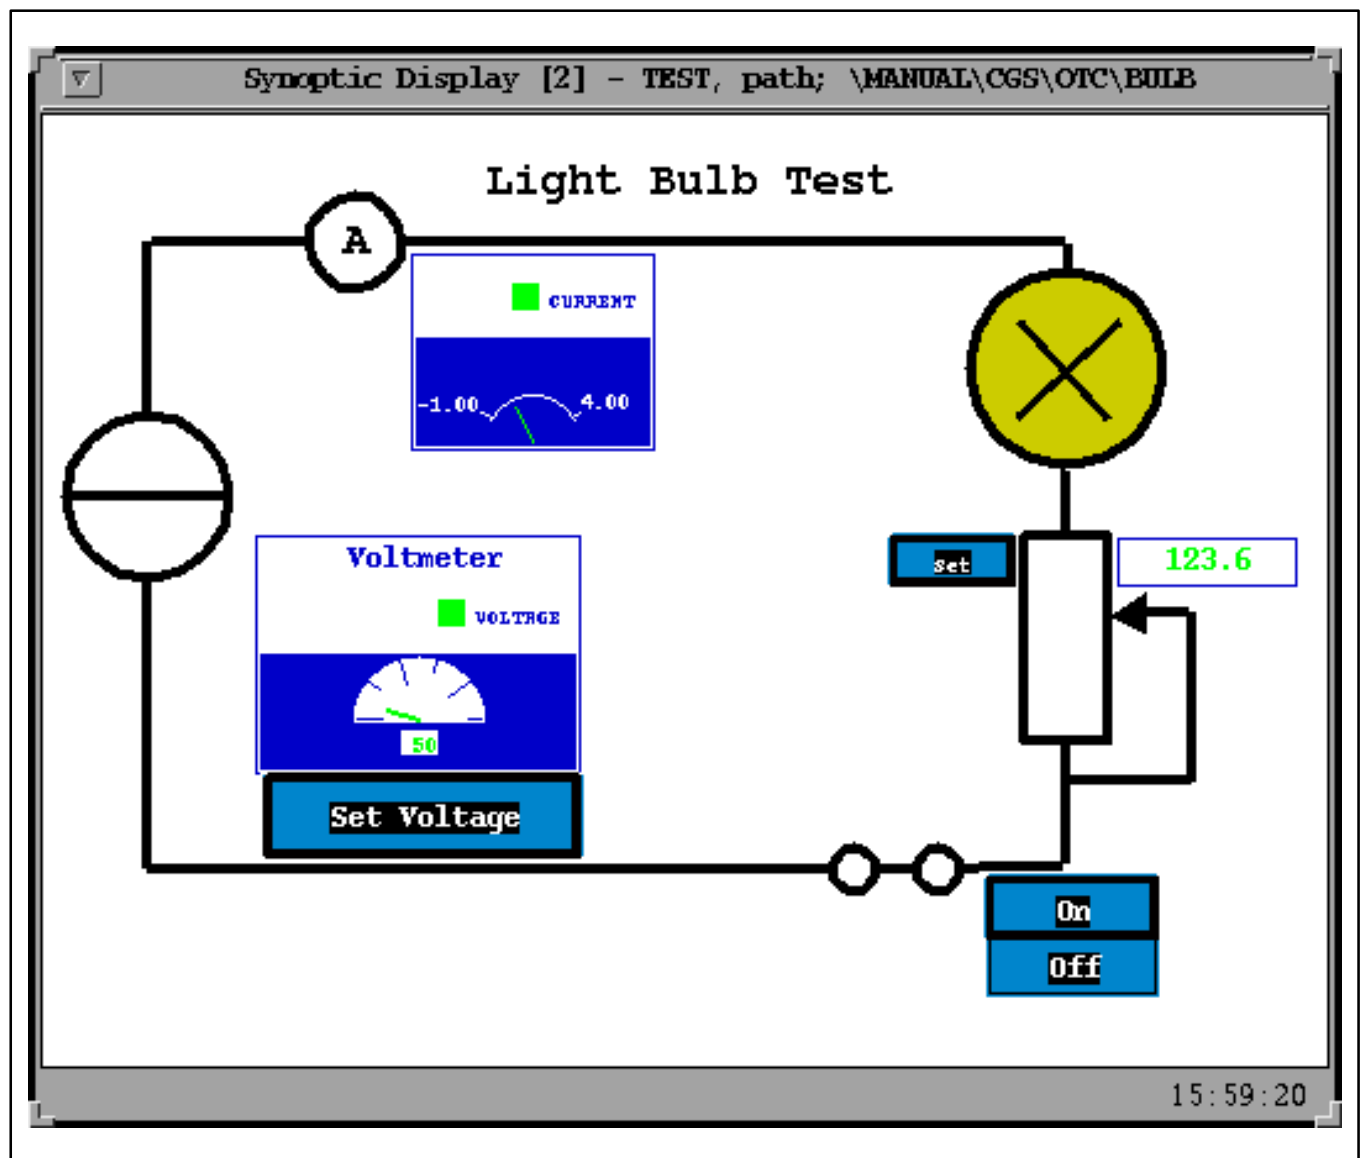 Synoptic Display [2] - TEST, path; \MANUAL\CGS\OTC\BULB
Light Bulb Test
A
CURRENT
-1.00
4.00
Voltmeter
set
123.6
VOLTAGE
50
Set Voltage
On
Off
15:59:20